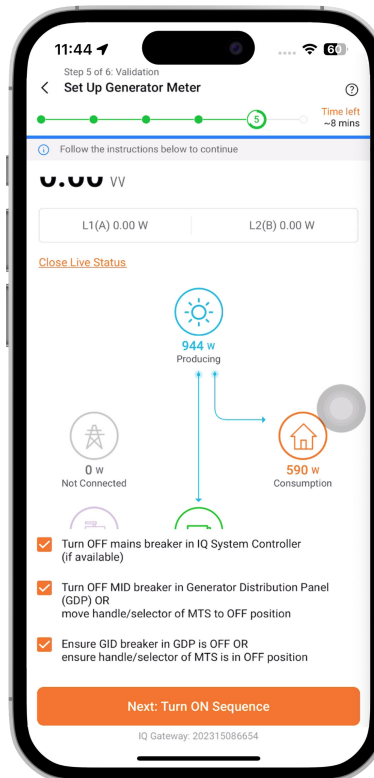 11:44
60
Step 5 of 6: Validation
Set Up Generator Meter
5
Time left
~8 mins
Follow the instructions below to continue
0.00 W
L1(A) 0.00 W
L2(B) 0.00 W
Close Live Status
944 W
Producing
0 W
Not Connected
590 W
Consumption
Turn OFF mains breaker in IQ System Controller
(if available)
Turn OFF MID breaker in Generator Distribution Panel
(GDP) OR
move handle/selector of MTS to OFF position
Ensure GID breaker in GDP is OFF OR
ensure handle/selector of MTS is in OFF position
Next: Turn ON Sequence
IQ Gateway: 202315086654